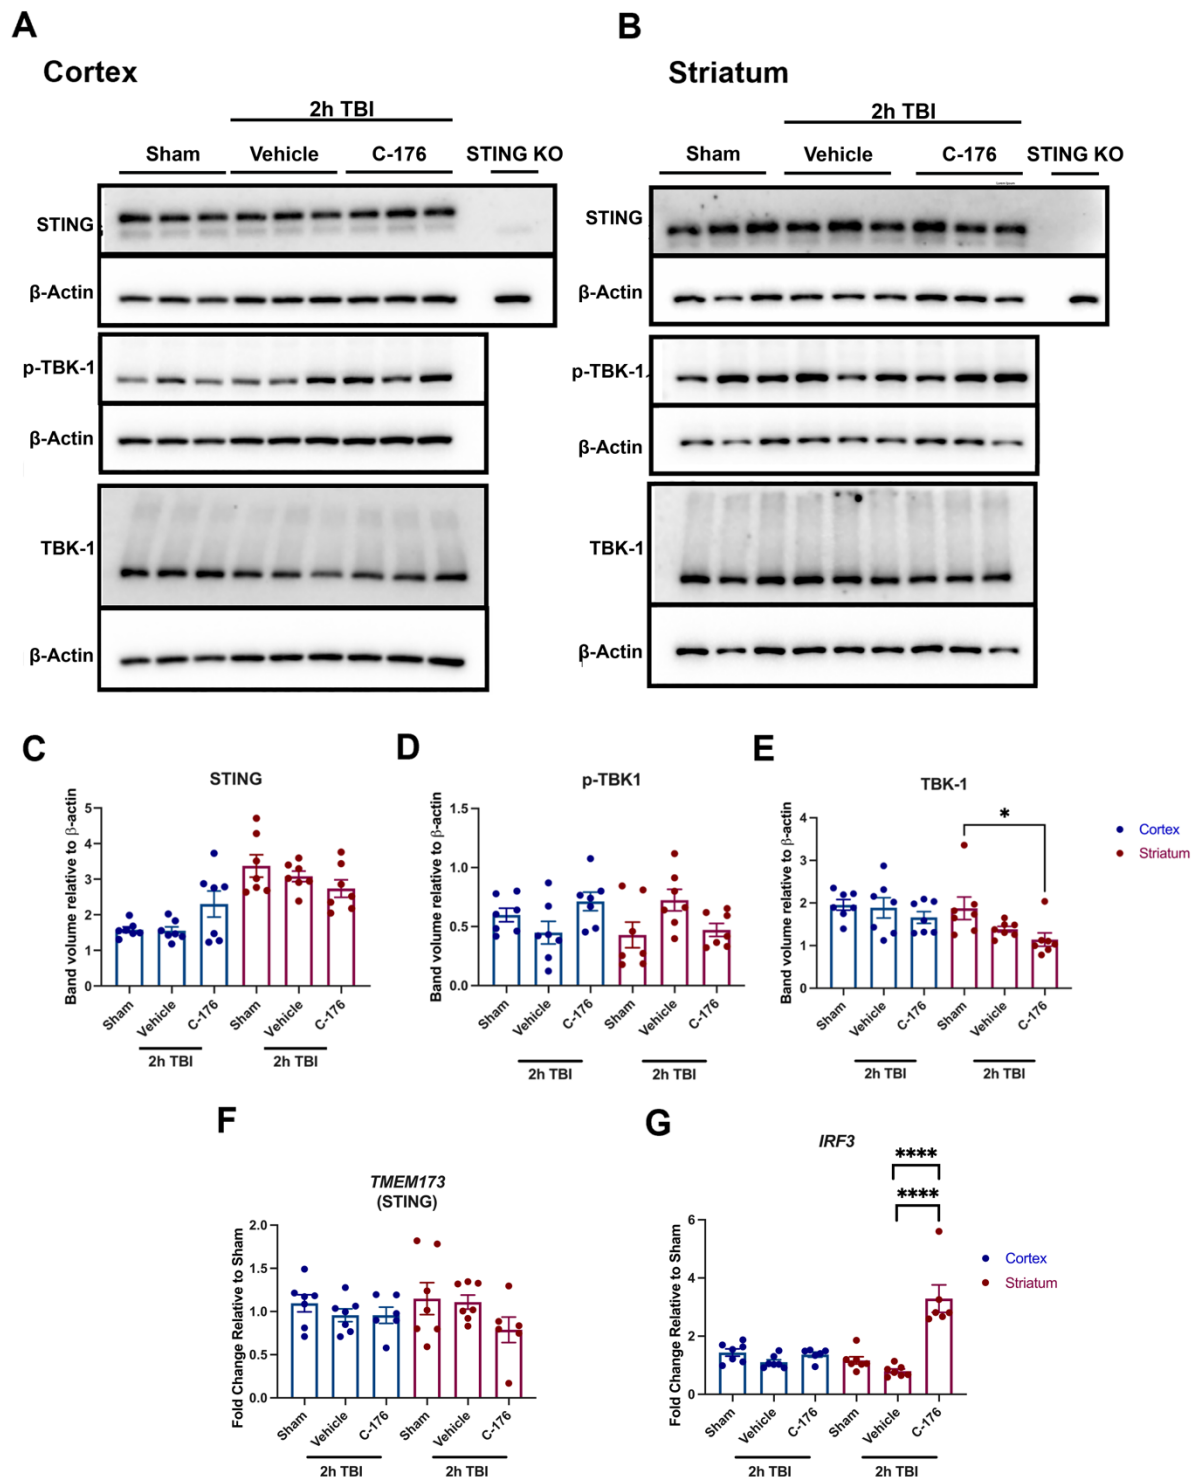 A
B
Cortex
Striatum
2h TBI
2h TBI
Sham Vehicle C-176 STING KO
Sham Vehicle C-176 STING KO
STING
β-Actin
p-TBK-1
β-Actin
TBK-1
β-Actin
STING
β-Actin
p-TBK-1
β-Actin
TBK-1
β-Actin
C
STING
Band volume relative to β-actin
5
4
3
2
1
0
Sham Vehicle C-176 Sham Vehicle C-176
2h TBI 2h TBI
D
p-TBK1
Band volume relative to β-actin
1.5
1.0
0.5
0.0
Sham Vehicle C-176 Sham Vehicle C-176
2h TBI 2h TBI
E
TBK-1
Band volume relative to β-actin
4
3
2
1
0
*
Sham Vehicle C-176 Sham Vehicle C-176
2h TBI 2h TBI
Cortex
Striatum
F
TMEM173
(STING)
Fold Change Relative to Sham
2.0
1.5
1.0
0.5
0.0
Sham Vehicle C-176 Sham Vehicle C-176
2h TBI 2h TBI
G
IRF3
****
****
Fold Change Relative to Sham
6
4
2
0
Sham Vehicle C-176 Sham Vehicle C-176
2h TBI 2h TBI
Cortex
Striatum